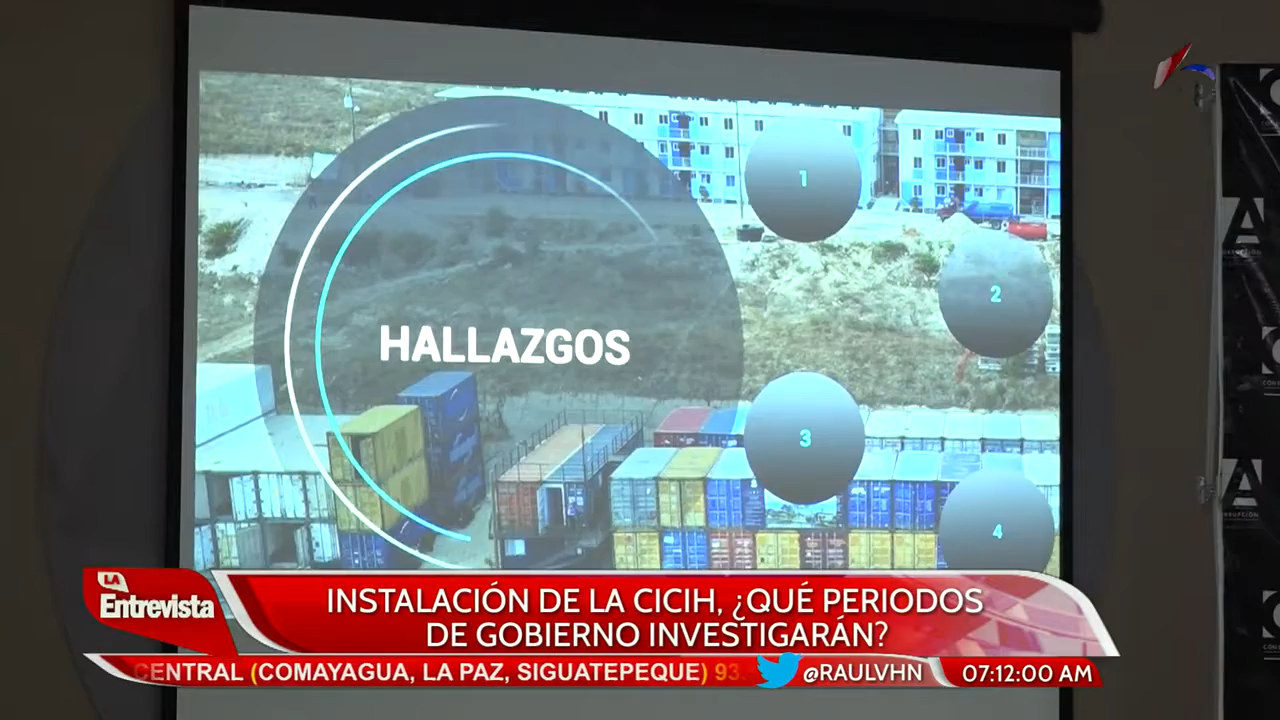 HALLAZGOS
1
2
3
4
LA
Entrevista
INSTALACIÓN DE LA CICIH, ¿QUÉ PERIODOS
DE GOBIERNO INVESTIGARÁN?
CENTRAL (COMAYAGUA, LA PAZ, SIGUATEPEQUE) 93.
@RAULVHN
07:12:00 AM